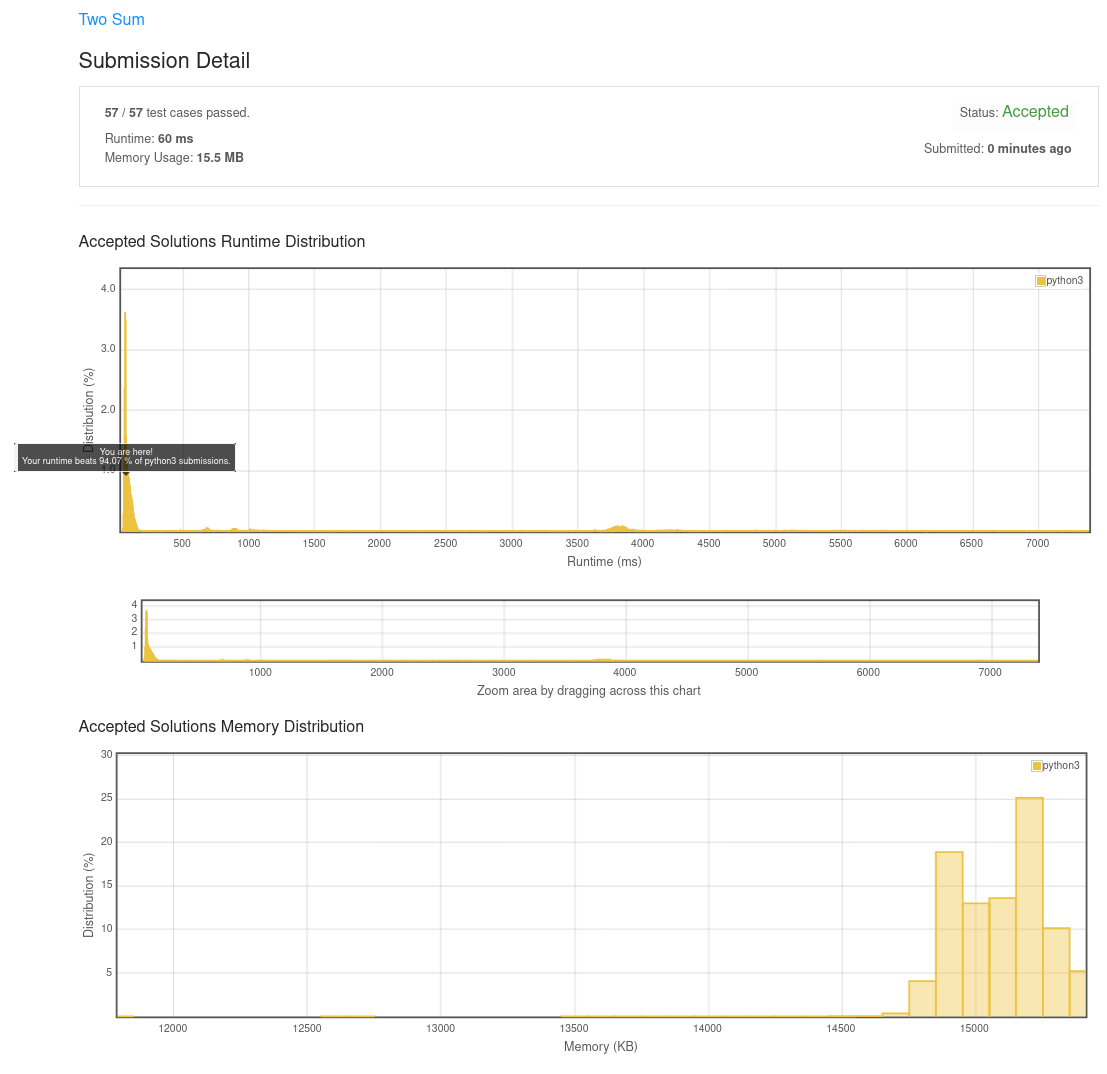 Two Sum
Submission Detail
57 / 57 test cases passed.
Status: Accepted
Runtime: 60 ms
Memory Usage: 15.5 MB
Submitted: 0 minutes ago
Accepted Solutions Runtime Distribution
python3
4.0
3.0
2.0
1.0
Distribution (%)
You are here!
Your runtime beats 94.07 % of python3 submissions.
500 1000 1500 2000 2500 3000 3500 4000 4500 5000 5500 6000 6500 7000
Runtime (ms)
4
3
2
1
1000 2000 3000 4000 5000 6000 7000
Zoom area by dragging across this chart
Accepted Solutions Memory Distribution
python3
30
25
20
15
10
5
Distribution (%)
12000 12500 13000 13500 14000 14500 15000
Memory (KB)